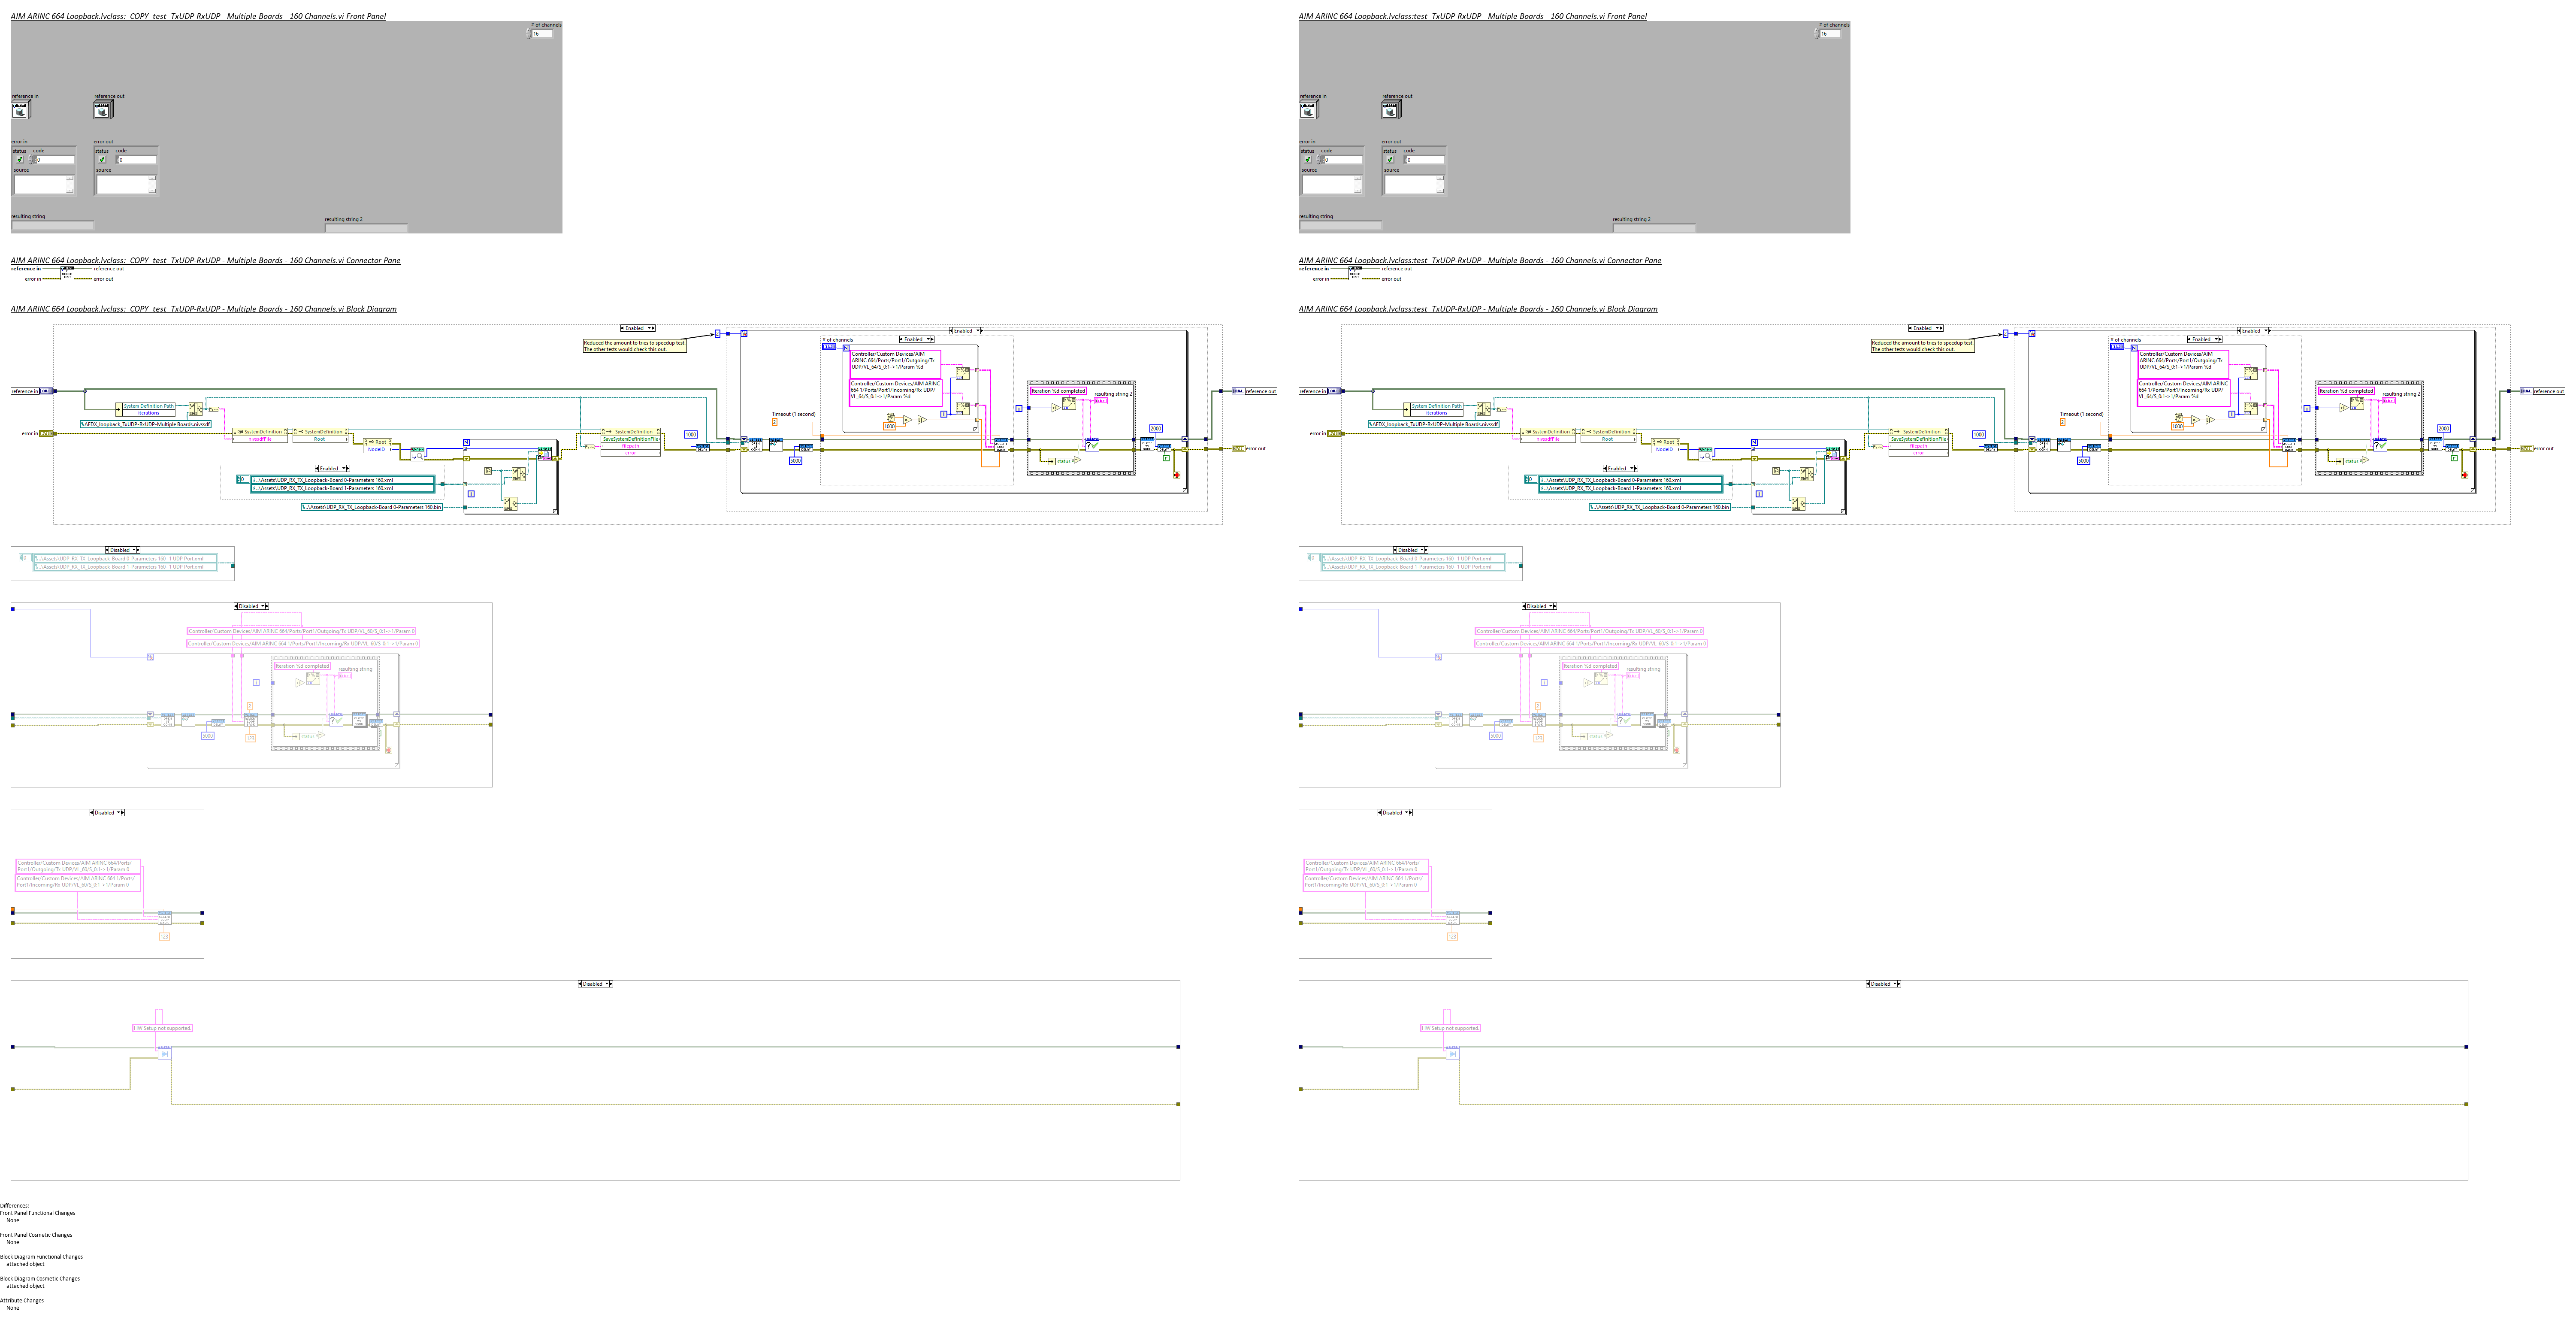 AIM ARINC 664 Loopback.lvclass:_COPY_test_TxUDP-RxUDP - Multiple Boards - 160 Channels.vi Front Panel
# of channels
16
reference in
reference out
error in
error out
status code
0
status code
0
source
source
resulting string
resulting string 2
AIM ARINC 664 Loopback.lvclass:_COPY_test_TxUDP-RxUDP - Multiple Boards - 160 Channels.vi Connector Pane
reference in
reference out
error in
error out
AIM ARINC 664 Loopback.lvclass:_COPY_test_TxUDP-RxUDP - Multiple Boards - 160 Channels.vi Block Diagram
Enabled
Reduced the amount to tries to speedup test.
The other tests would check this out.
Enabled
# of channels
Enabled
Controller/Custom Devices/AIM
ARINC 664/Ports/Port1/Outgoing/Tx
UDP/VL_64/S_0:1->1/Param %d
Controller/Custom Devices/AIM ARINC
664 1/Ports/Port1/Incoming/Rx UDP/
VL_64/S_0:1->1/Param %d
Iteration %d completed
resulting string 2
reference in
reference out
System Definition Path
iterations
\.AFDX_loopback_TxUDP-RxUDP-Multiple Boards.nivssdf
Timeout (1 second)
1000
error in
error out
SystemDefinition
nivssdfFile
SystemDefinition
Root
Root
NodeID
SystemDefinition
SaveSystemDefinitionFile
filepath
error
1000
5000
2000
status
Enabled
\..\Assets\UDP_RX_TX_Loopback-Board 0-Parameters 160.xml
\..\Assets\UDP_RX_TX_Loopback-Board 1-Parameters 160.xml
\..\Assets\UDP_RX_TX_Loopback-Board 0-Parameters 160.bin
Disabled
\..\Assets\UDP_RX_TX_Loopback-Board 0-Parameters 160- 1 UDP Port.xml
\..\Assets\UDP_RX_TX_Loopback-Board 1-Parameters 160- 1 UDP Port.xml
Disabled
Controller/Custom Devices/AIM ARINC 664/Ports/Port1/Outgoing/Tx UDP/VL_60/S_0:1->1/Param 0
Controller/Custom Devices/AIM ARINC 664 1/Ports/Port1/Incoming/Rx UDP/VL_60/S_0:1->1/Param 0
Iteration %d completed
resulting string
5000
123
status
Disabled
Controller/Custom Devices/AIM ARINC 664/Ports/
Port1/Outgoing/Tx UDP/VL_60/S_0:1->1/Param 0
Controller/Custom Devices/AIM ARINC 664 1/Ports/
Port1/Incoming/Rx UDP/VL_60/S_0:1->1/Param 0
123
Disabled
PXI Setup not supported.
Differences:
Front Panel Functional Changes
None
Front Panel Cosmetic Changes
None
Block Diagram Functional Changes
attached object
Block Diagram Cosmetic Changes
attached object
Attribute Changes
None
AIM ARINC 664 Loopback.lvclass:test_TxUDP-RxUDP - Multiple Boards - 160 Channels.vi Front Panel
# of channels
16
reference in
reference out
error in
error out
status code
0
status code
0
source
source
resulting string
resulting string 2
AIM ARINC 664 Loopback.lvclass:test_TxUDP-RxUDP - Multiple Boards - 160 Channels.vi Connector Pane
reference in
reference out
error in
error out
AIM ARINC 664 Loopback.lvclass:test_TxUDP-RxUDP - Multiple Boards - 160 Channels.vi Block Diagram
Enabled
Reduced the amount to tries to speedup test.
The other tests would check this out.
Enabled
# of channels
Enabled
Controller/Custom Devices/AIM
ARINC 664/Ports/Port1/Outgoing/Tx
UDP/VL_64/S_0:1->1/Param %d
Controller/Custom Devices/AIM ARINC
664 1/Ports/Port1/Incoming/Rx UDP/
VL_64/S_0:1->1/Param %d
Iteration %d completed
resulting string 2
reference in
reference out
System Definition Path
iterations
\.AFDX_loopback_TxUDP-RxUDP-Multiple Boards.nivssdf
Timeout (1 second)
1000
error in
error out
SystemDefinition
nivssdfFile
SystemDefinition
Root
Root
NodeID
SystemDefinition
SaveSystemDefinitionFile
filepath
error
1000
5000
2000
status
Enabled
\..\Assets\UDP_RX_TX_Loopback-Board 0-Parameters 160.xml
\..\Assets\UDP_RX_TX_Loopback-Board 1-Parameters 160.xml
\..\Assets\UDP_RX_TX_Loopback-Board 0-Parameters 160.bin
Disabled
\..\Assets\UDP_RX_TX_Loopback-Board 0-Parameters 160- 1 UDP Port.xml
\..\Assets\UDP_RX_TX_Loopback-Board 1-Parameters 160- 1 UDP Port.xml
Disabled
Controller/Custom Devices/AIM ARINC 664/Ports/Port1/Outgoing/Tx UDP/VL_60/S_0:1->1/Param 0
Controller/Custom Devices/AIM ARINC 664 1/Ports/Port1/Incoming/Rx UDP/VL_60/S_0:1->1/Param 0
Iteration %d completed
resulting string
5000
123
status
Disabled
Controller/Custom Devices/AIM ARINC 664/Ports/
Port1/Outgoing/Tx UDP/VL_60/S_0:1->1/Param 0
Controller/Custom Devices/AIM ARINC 664 1/Ports/
Port1/Incoming/Rx UDP/VL_60/S_0:1->1/Param 0
123
Disabled
PXI Setup not supported.